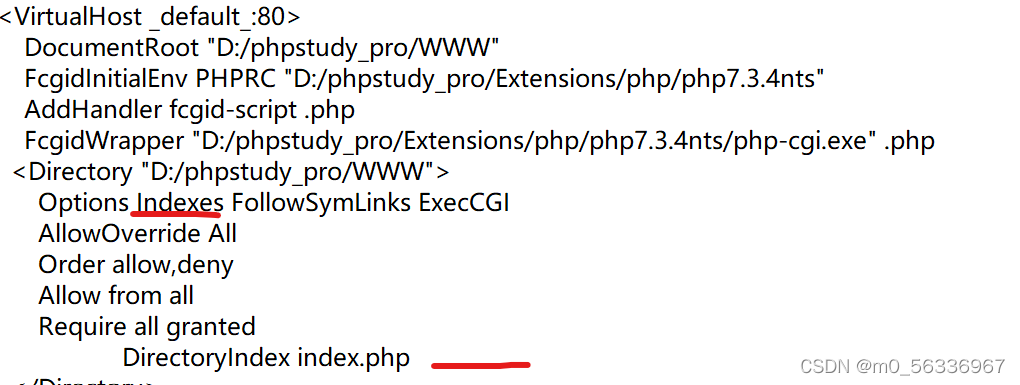 <VirtualHost _default_:80>
DocumentRoot "D:/phpstudy_pro/WWW"
FcgidInitialEnv PHPRC "D:/phpstudy_pro/Extensions/php/php7.3.4nts"
AddHandler fcgid-script .php
FcgidWrapper "D:/phpstudy_pro/Extensions/php/php7.3.4nts/php-cgi.exe" .php
<Directory "D:/phpstudy_pro/WWW">
Options Indexes FollowSymLinks ExecCGI
AllowOverride All
Order allow,deny
Allow from all
Require all granted
DirectoryIndex index.php
</Directory>
CSDN @m0_56336967